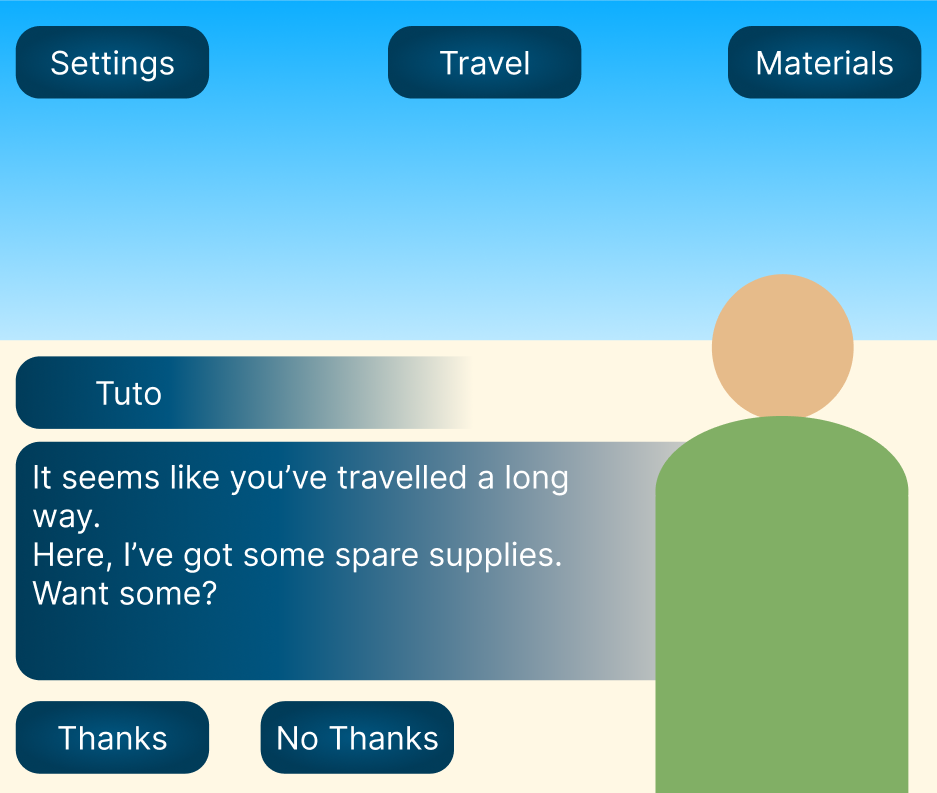 Settings
Travel
Materials
Tuto
It seems like you’ve travelled a long
way.
Here, I’ve got some spare supplies.
Want some?
Thanks
No Thanks